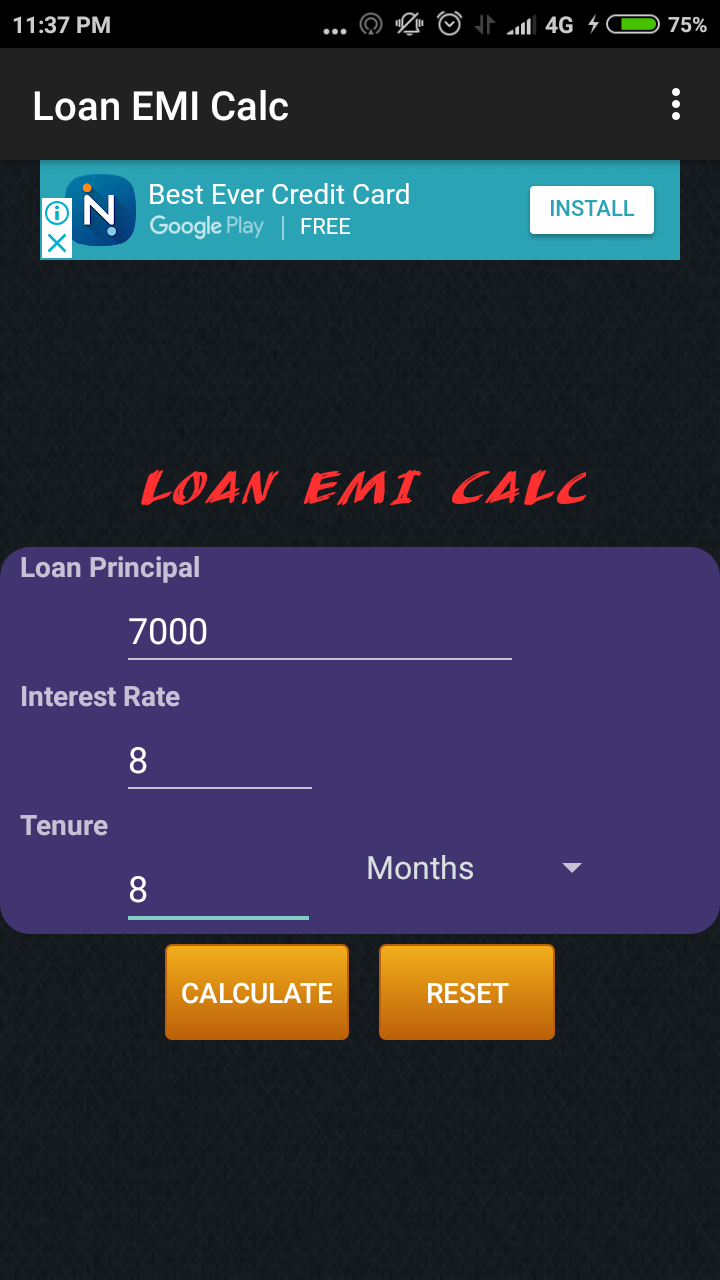 11:37 PM ... 4G 75%
Loan EMI Calc
N Best Ever Credit Card
Google Play | FREE
INSTALL
LOAN EMI CALC
Loan Principal
7000
Interest Rate
8
Tenure
8 Months
CALCULATE RESET